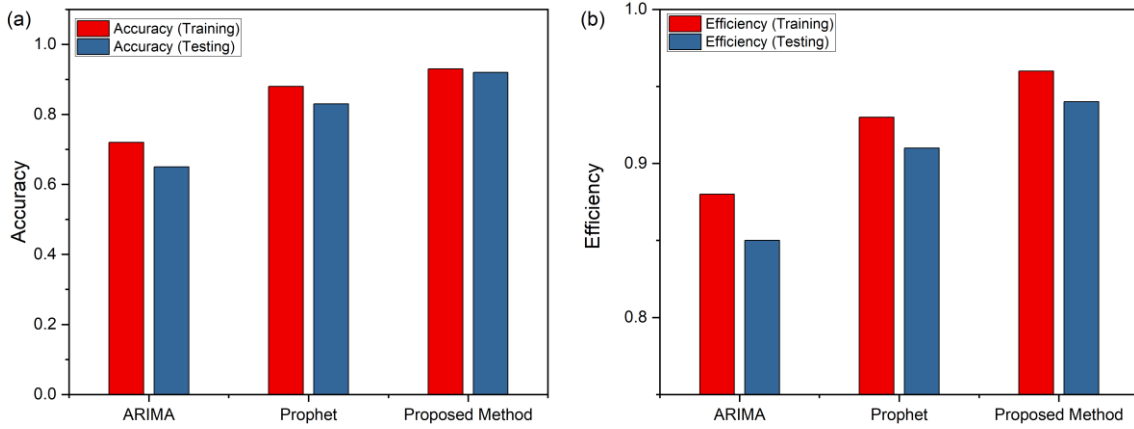 (a)
Accuracy (Training)
Accuracy (Testing)
1.0
0.8
0.6
0.4
0.2
0.0
Accuracy
ARIMA Prophet Proposed Method
(b)
Efficiency (Training)
Efficiency (Testing)
1.0
0.9
0.8
Efficiency
ARIMA Prophet Proposed Method